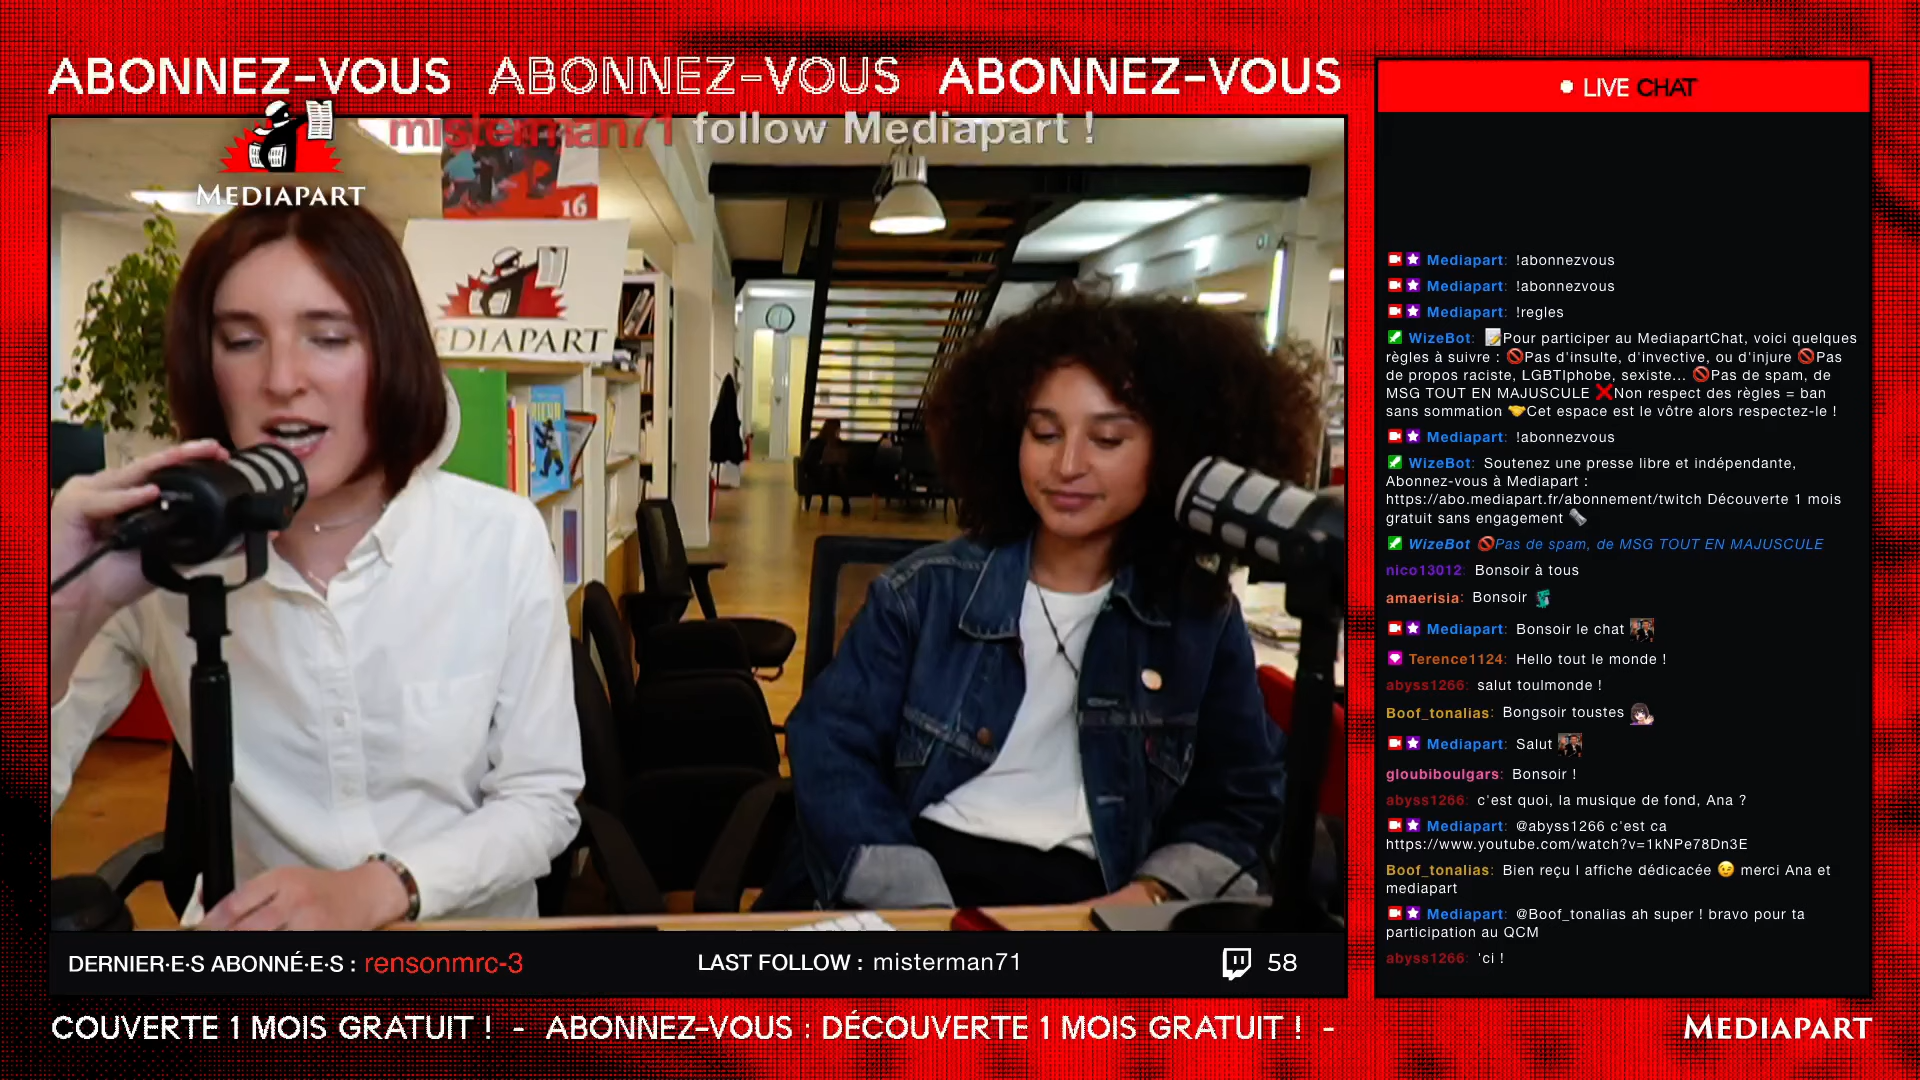 ABONNEZ-VOUS ABONNEZ-VOUS ABONNEZ-VOUS
misterman71 follow Mediapart !
MEDIAPART
16
MEDIAPART
DERNIER·E·S ABONNÉ·E·S : rensonmrc-3
LAST FOLLOW : misterman71
58
COUVERTE 1 MOIS GRATUIT ! - ABONNEZ-VOUS : DÉCOUVERTE 1 MOIS GRATUIT ! -
LIVE CHAT
Mediapart: !abonnezvous
Mediapart: !abonnezvous
Mediapart: !regles
WizeBot: 📝Pour participer au MediapartChat, voici quelques
règles à suivre : 🚫Pas d'insulte, d'invective, ou d'injure 🚫Pas
de propos raciste, LGBTIphobe, sexiste... 🚫Pas de spam, de
MSG TOUT EN MAJUSCULE ❌Non respect des règles = ban
sans sommation 🤝Cet espace est le vôtre alors respectez-le !
Mediapart: !abonnezvous
WizeBot: Soutenez une presse libre et indépendante,
Abonnez-vous à Mediapart :
https://abo.mediapart.fr/abonnement/twitch Découverte 1 mois
gratuit sans engagement 🗞️
WizeBot 🚫Pas de spam, de MSG TOUT EN MAJUSCULE
nico13012: Bonsoir à tous
amaerisia: Bonsoir
Mediapart: Bonsoir le chat
Terence1124: Hello tout le monde !
abyss1266: salut toulmonde !
Boof_tonalias: Bongsoir toustes
Mediapart: Salut
gloubiboulgars: Bonsoir !
abyss1266: c'est quoi, la musique de fond, Ana ?
Mediapart: @abyss1266 c'est ca
https://www.youtube.com/watch?v=1kNPe78Dn3E
Boof_tonalias: Bien reçu l affiche dédicacée 😉 merci Ana et
mediapart
Mediapart: @Boof_tonalias ah super ! bravo pour ta
participation au QCM
abyss1266: 'ci !
MEDIAPART